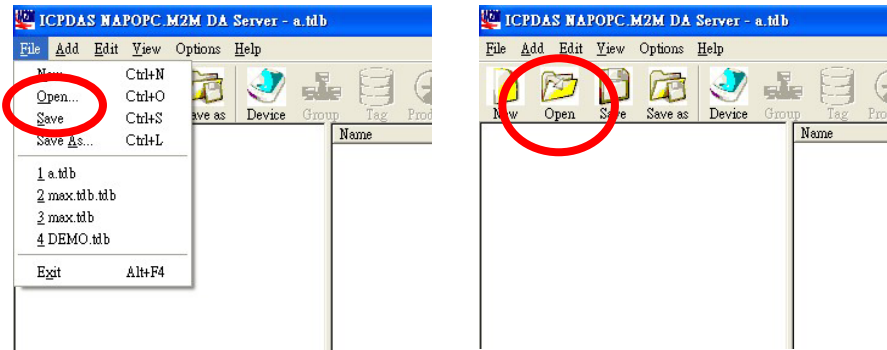 ICPDAS NAPOPC.M2M DA Server - a.tdb
File Add Edit View Options Help
New Ctrl+N
Open... Ctrl+O
Save Ctrl+S
Save As... Ctrl+L
1 a.tdb
2 max.tdb.tdb
3 max.tdb
4 DEMO.tdb
Exit Alt+F4
ave as Device Group Tag
Name
ICPDAS NAPOPC.M2M DA Server - a.tdb
File Add Edit View Options Help
New Open Save Save as Device Group Tag
Name